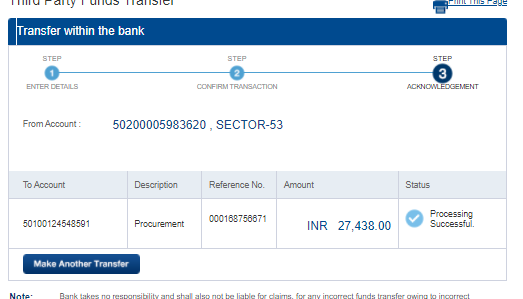 Third Party Funds Transfer
Print This Page
Transfer within the bank
STEP STEP STEP
1 2 3
ENTER DETAILS CONFIRM TRANSACTION ACKNOWLEDGEMENT
From Account : 50200005983620 , SECTOR-53
To Account Description Reference No. Amount Status
50100124548591 Procurement 000168756671 INR 27,438.00 Processing
Successful.
Make Another Transfer
Note: Bank takes no responsibility and shall also not be liable for claims, for any incorrect funds transfer owing to incorrect